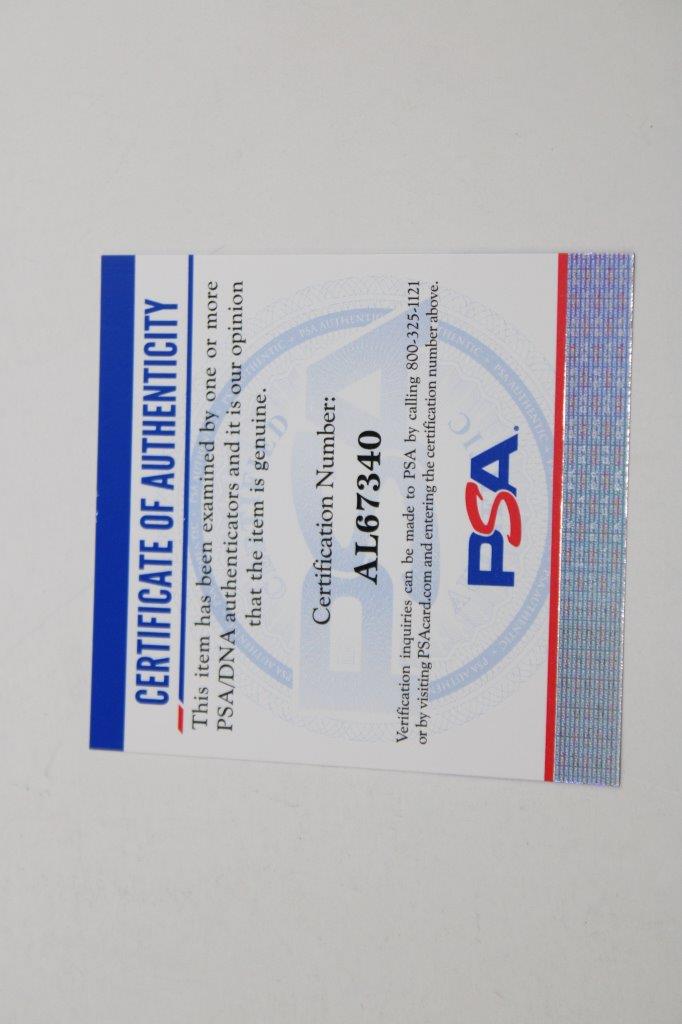 CERTIFICATE OF AUTHENTICITY
This item has been examined by one or more
PSA/DNA authenticators and it is our opinion
that the item is genuine.
Certification Number:
AL67340
Verification inquiries can be made to PSA by calling 800-325-1121
or by visiting PSAcard.com and entering the certification number above.
PSA